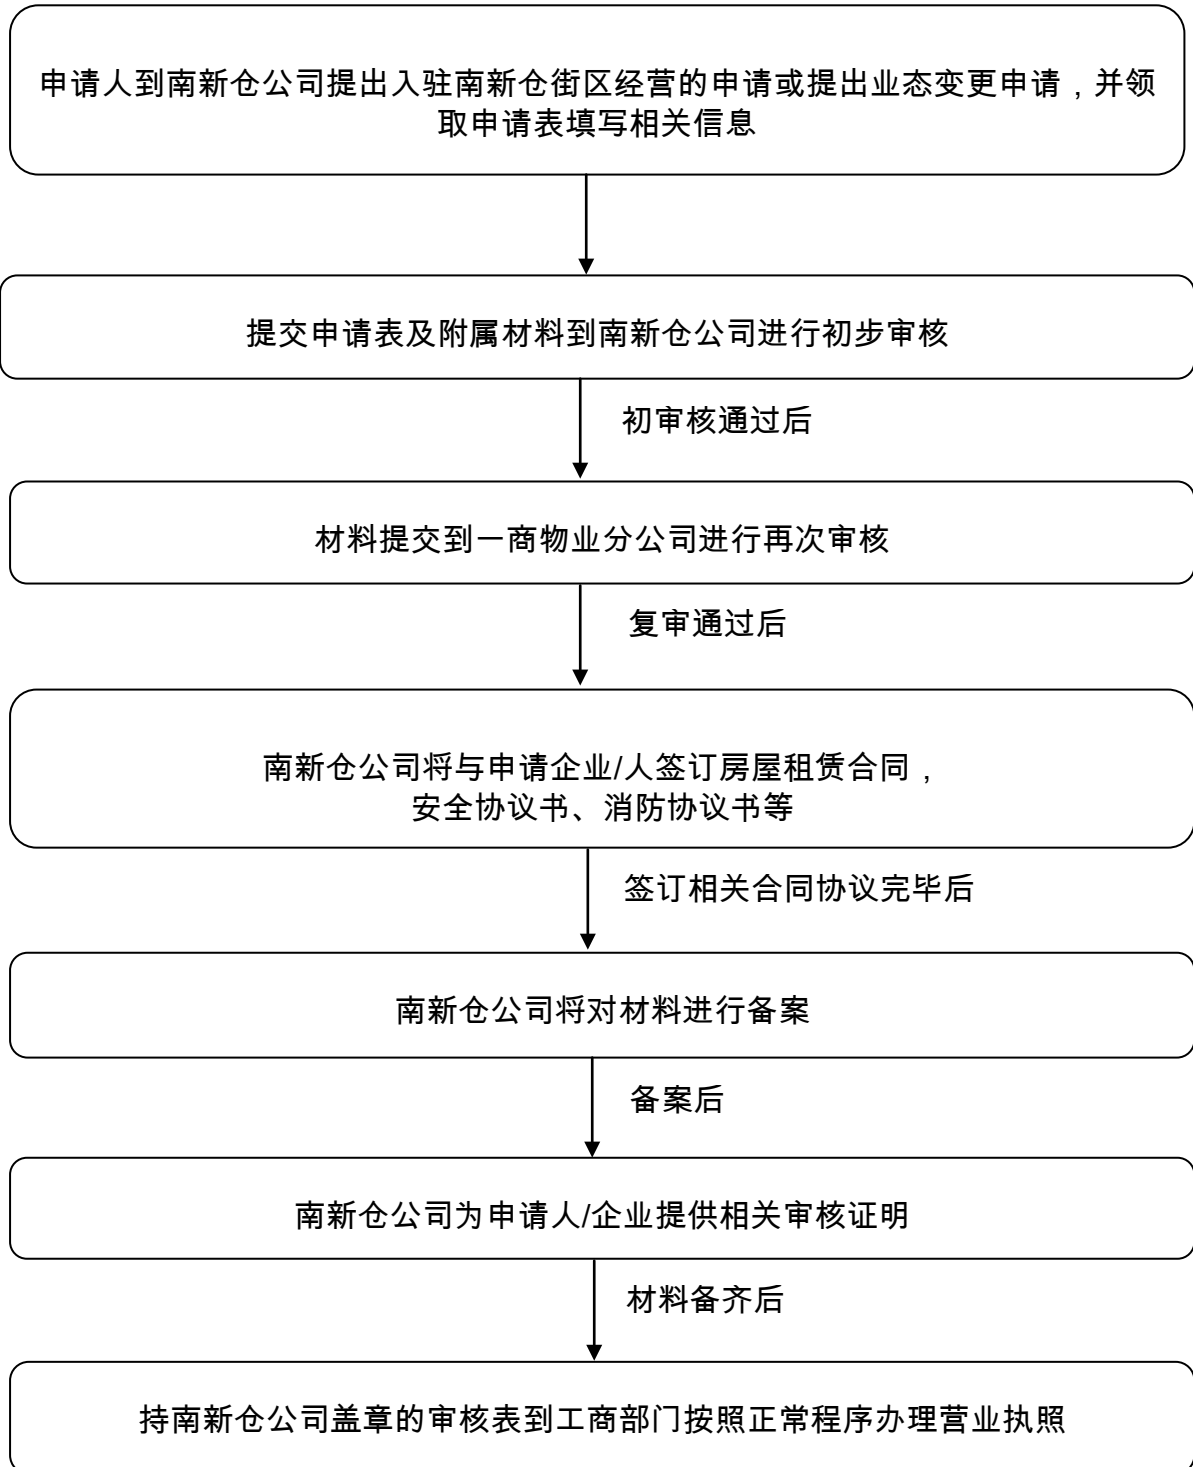 申请人到南新仓公司提出入驻南新仓街区经营的申请或提出业态变更申请，并领
取申请表填写相关信息
提交申请表及附属材料到南新仓公司进行初步审核
初审核通过后
材料提交到一商物业分公司进行再次审核
复审通过后
南新仓公司将与申请企业/人签订房屋租赁合同，
安全协议书、消防协议书等
签订相关合同协议完毕后
南新仓公司将对材料进行备案
备案后
南新仓公司为申请人/企业提供相关审核证明
材料备齐后
持南新仓公司盖章的审核表到工商部门按照正常程序办理营业执照